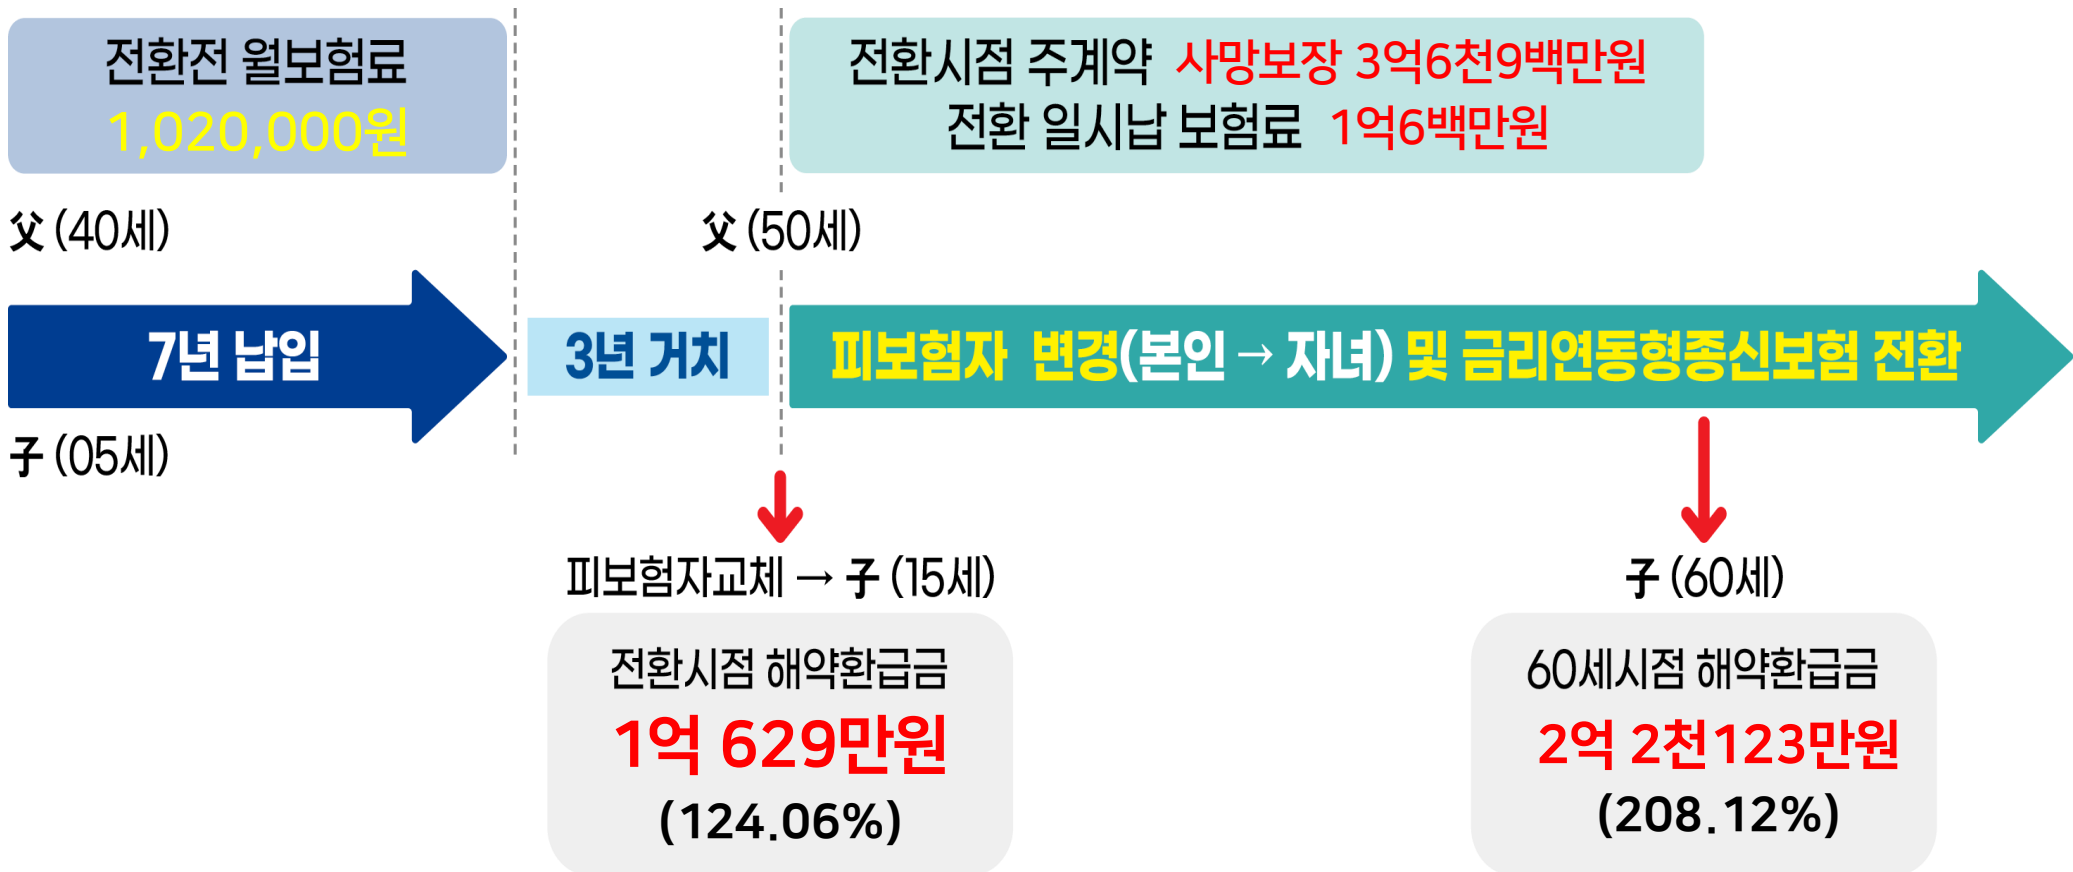 전환전 월보험료
1,020,000원
전환시점 주계약 사망보장 3억6천9백만원
전환 일시납 보험료 1억6백만원
父 (40세)
父 (50세)
7년 납입
3년 거치
피보험자 변경(본인 → 자녀) 및 금리연동형종신보험 전환
子 (05세)
피보험자교체 → 子 (15세)
전환시점 해약환급금
1억 629만원
(124.06%)
子 (60세)
60세시점 해약환급금
2억 2천123만원
(208.12%)